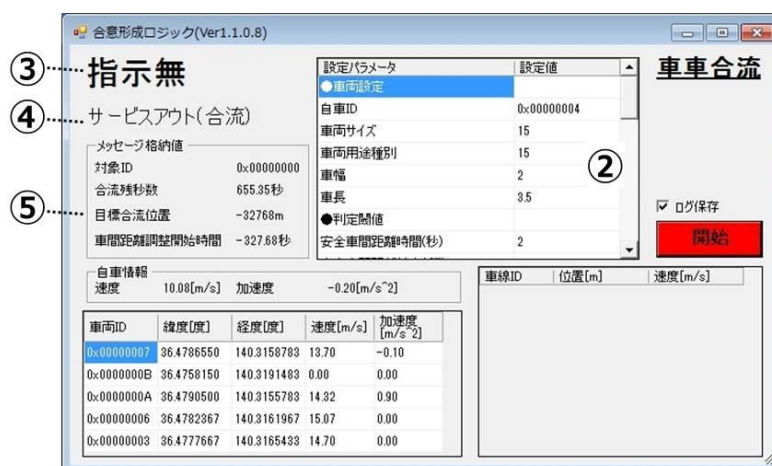 合意形成ロジック(Ver1.1.0.8)
③
指示無
④
サービスアウト(合流)
⑤
メッセージ格納値
対象ID 0x00000000
合流残秒数 655.35秒
目標合流位置 -32768m
車間距離調整開始時間 -327.68秒
設定パラメータ 設定値
●車両設定
自車ID 0x00000004
車両サイズ 15
車両用途種別 15
車幅 2
車長 3.5
●判定閾値
安全車間距離時間(秒) 2
②
車車合流
ログ保存
開始
自車情報
速度 10.08[m/s] 加速度 -0.20[m/s^2]
車両ID 緯度[度] 経度[度] 速度[m/s] 加速度[m/s^2]
0x00000007 36.4786550 140.3158783 13.70 -0.10
0x0000000B 36.4758150 140.3191483 0.00 0.00
0x0000000A 36.4790500 140.3155783 14.32 0.90
0x00000006 36.4782367 140.3161967 15.07 0.00
0x00000003 36.4777667 140.3165433 14.70 0.00
車線ID 位置[m] 速度[m/s]